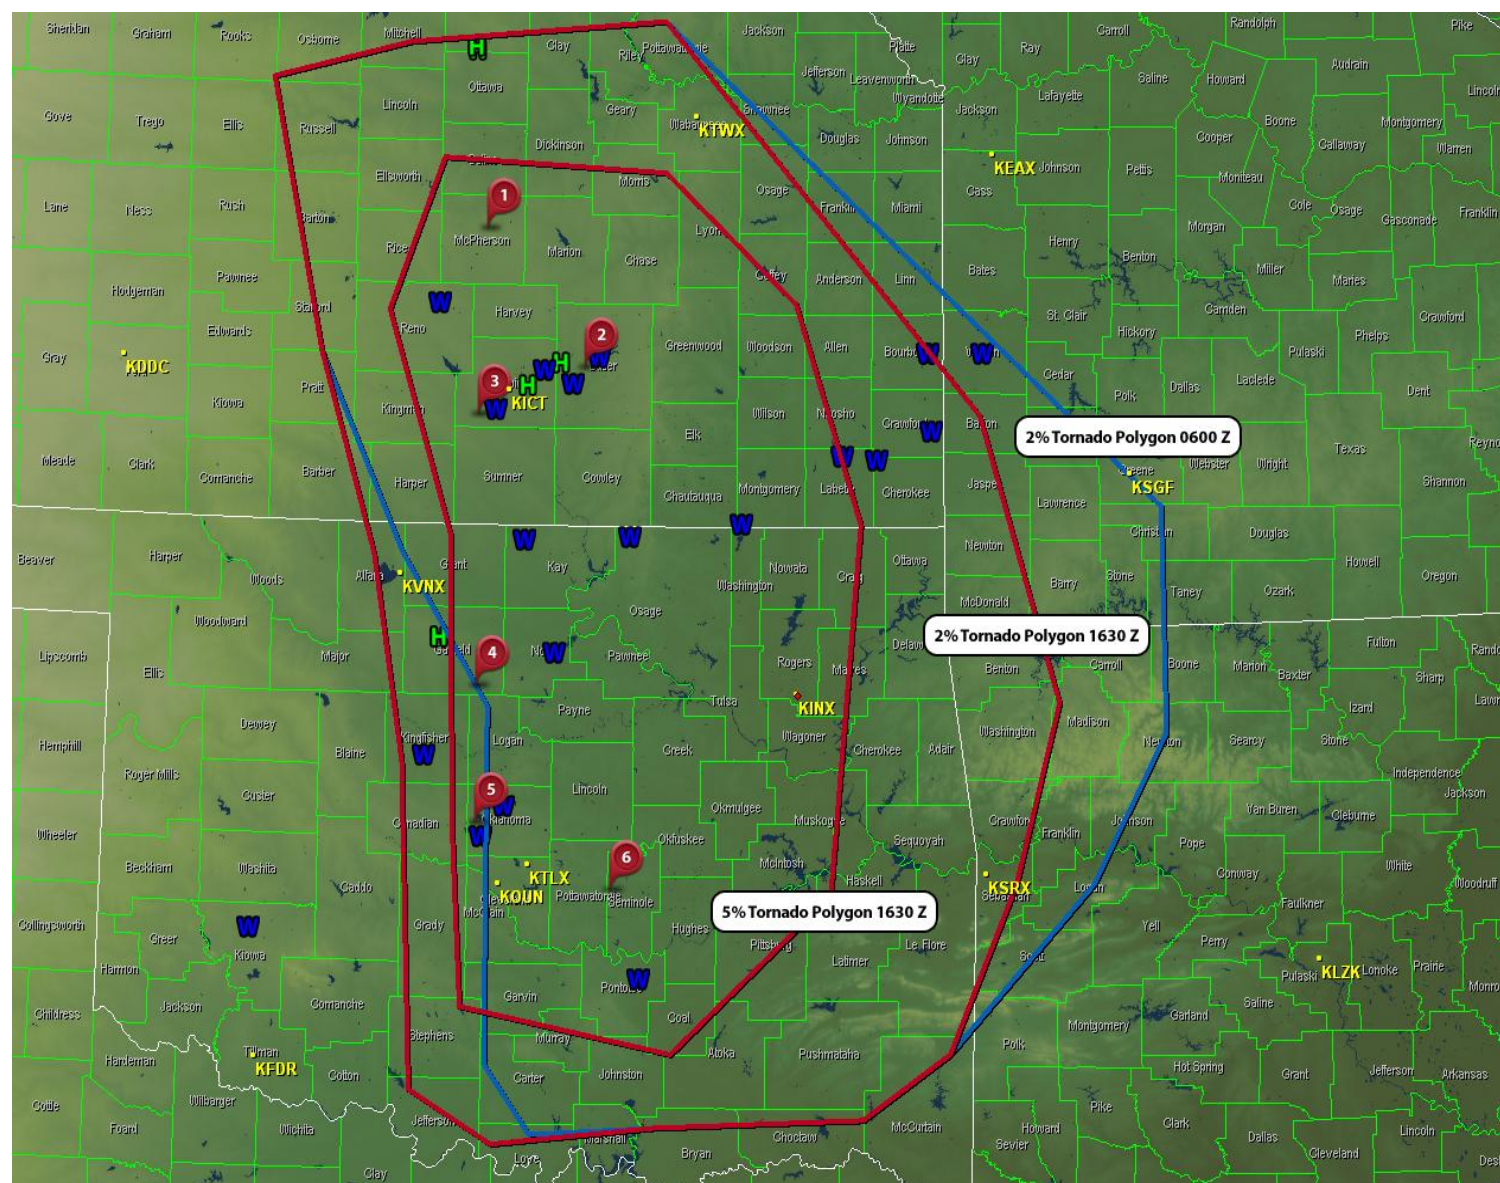 Sheridan
Graham
Rooks
Osborne
Mitchell
H
Clay
Riley
Pottawatomie
Jackson
Platte
Clay
Ray
Carroll
Randolph
Pike
Jefferson
Leavenworth
Wyandotte
Jackson
Lafayette
Saline
Howard
Audrain
Lincoln
Gove
Trego
Ellis
Russell
Lincoln
Ottawa
Geary
Wabaunsee
KTWX
Shawnee
Douglas
Johnson
KEAX
Johnson
Pettis
Cooper
Boone
Callaway
Montgomery
Warren
Moniteau
Dickinson
Saline
Ellsworth
Morris
Osage
Cass
Lane
Ness
Rush
Barton
1
Rice
McPherson
Marion
Chase
Lyon
Franklin
Miami
Henry
Benton
Morgan
Cole
Osage
Gasconade
Franklin
Miller
Maries
Hodgeman
Pawnee
Stafford
W
Reno
Harvey
Coffey
Anderson
Linn
Bates
St. Clair
Hickory
Camden
Crawford
Phelps
Pulaski
Gray
KDDC
Edwards
Pratt
2
W
H
W
Butler
Greenwood
Woodson
Allen
Bourbon
W
W
Cedar
Polk
Dallas
Laclede
Dent
3
H
KICT
W
W
Kiowa
Kingman
Wilson
Neosho
Crawford
W
Barton
Elk
2% Tornado Polygon 0600 Z
Texas
Meade
Clark
Comanche
Barber
Harper
Sumner
Cowley
Chautauqua
Montgomery
W
W
Labette
Cherokee
Jasper
Lawrence
Greene
KSGF
Webster
Wright
Shannon
W
W
W
Newton
Christian
Douglas
Howell
Oregon
Beaver
Harper
Woods
Alfalfa
KVNX
Grant
Kay
Osage
Washington
Nowata
Craig
Ottawa
McDonald
Barry
Stone
Taney
Ozark
Woodward
H
Garfield
4
W
Pawnee
Rogers
Mayes
Delaware
2% Tornado Polygon 1630 Z
Benton
Carroll
Boone
Marion
Baxter
Fulton
Sharp
Izard
Lipscomb
Ellis
Major
Dewey
Payne
Tulsa
KINX
Wagoner
Cherokee
Adair
Washington
Madison
Newton
Searcy
Stone
Independence
Jackson
Hemphill
Roger Mills
Blaine
Kingfisher
W
Logan
Creek
Custer
Canadian
5
W
W
Oklahoma
Lincoln
Okmulgee
Muskogee
Sequoyah
Crawford
Franklin
Johnson
Pope
Van Buren
Cleburne
Wheeler
Beckham
Washita
Caddo
KTLX
KOUN
6
Okfuskee
McIntosh
Haskell
KSRX
Sebastian
Logan
Conway
White
Woodruff
Faulkner
Pottawatomie
Seminole
Cleveland
McClain
Collingsworth
W
Greer
Kiowa
Grady
Hughes
5% Tornado Polygon 1630 Z
Pittsburg
Latimer
Le Flore
Scott
Yell
Perry
KLZK
Pulaski
Lonoke
Prairie
Harmon
Jackson
Comanche
Garvin
Pontotoc
W
Coal
Childress
Stephens
Murray
Atoka
Pushmataha
Polk
Montgomery
Garland
Saline
Hardeman
Tillman
KFDR
Cotton
Carter
Johnston
Hot Spring
Grant
Jefferson
Arkansas
Cottle
Foard
Wilbarger
Wichita
Jefferson
Love
Marshall
Bryan
Choctaw
McCurtain
Howard
Sevier
Pike
Clark
Dallas
Cleveland
Lincoln
Clay